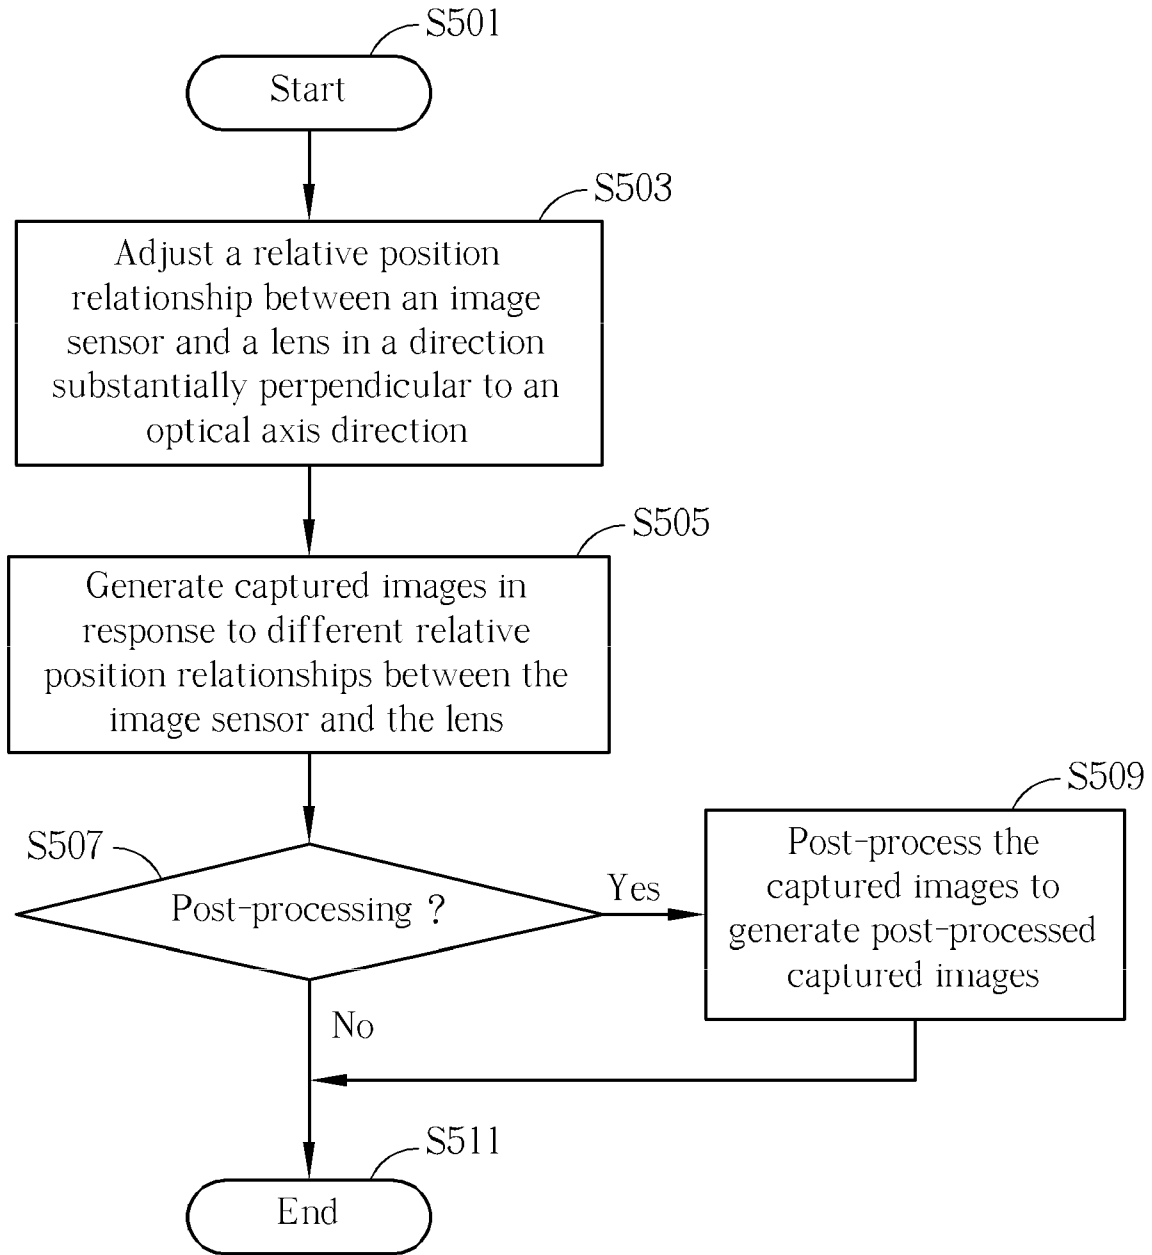 S501
Start
S503
Adjust a relative position
relationship between an image
sensor and a lens in a direction
substantially perpendicular to an
optical axis direction
S505
Generate captured images in
response to different relative
position relationships between the
image sensor and the lens
S507
Post-processing ?
Yes
No
S509
Post-process the
captured images to
generate post-processed
captured images
S511
End